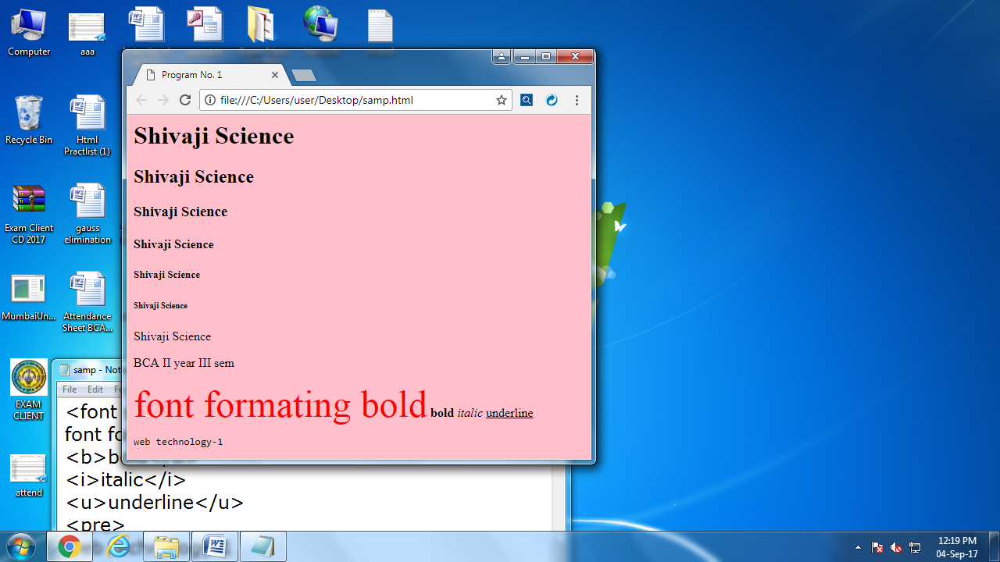 Computer
aaa
Recycle Bin
Html
Practlist (1)
Exam Client
CD 2017
gauss
elimination
MumbaiUn...
Attendance
Sheet BCA...
EXAM
CLIENT
attend
Program No. 1
file:///C:/Users/user/Desktop/samp.html
Shivaji Science
Shivaji Science
Shivaji Science
Shivaji Science
Shivaji Science
Shivaji Science
Shivaji Science
BCA II year III sem
font formating bold bold italic underline
web technology-1
samp - Not
File Edit
<font
font
<i>italic</i>
<u>underline</u>
<pre>
12:19 PM
04-Sep-17